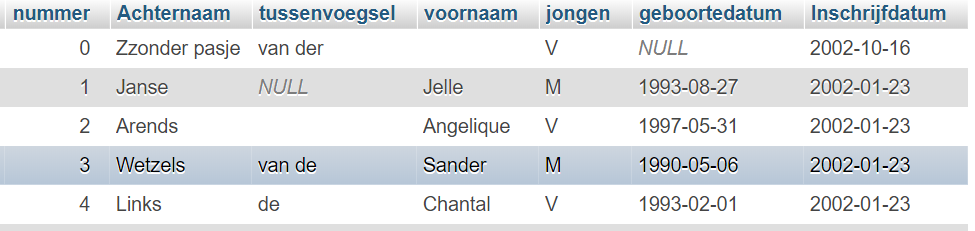 nummer Achternaam tussenvoegsel voornaam jongen geboortedatum Inschrijfdatum
0 Zzonder pasje van der V NULL 2002-10-16
1 Janse NULL Jelle M 1993-08-27 2002-01-23
2 Arends Angelique V 1997-05-31 2002-01-23
3 Wetzels van de Sander M 1990-05-06 2002-01-23
4 Links de Chantal V 1993-02-01 2002-01-23